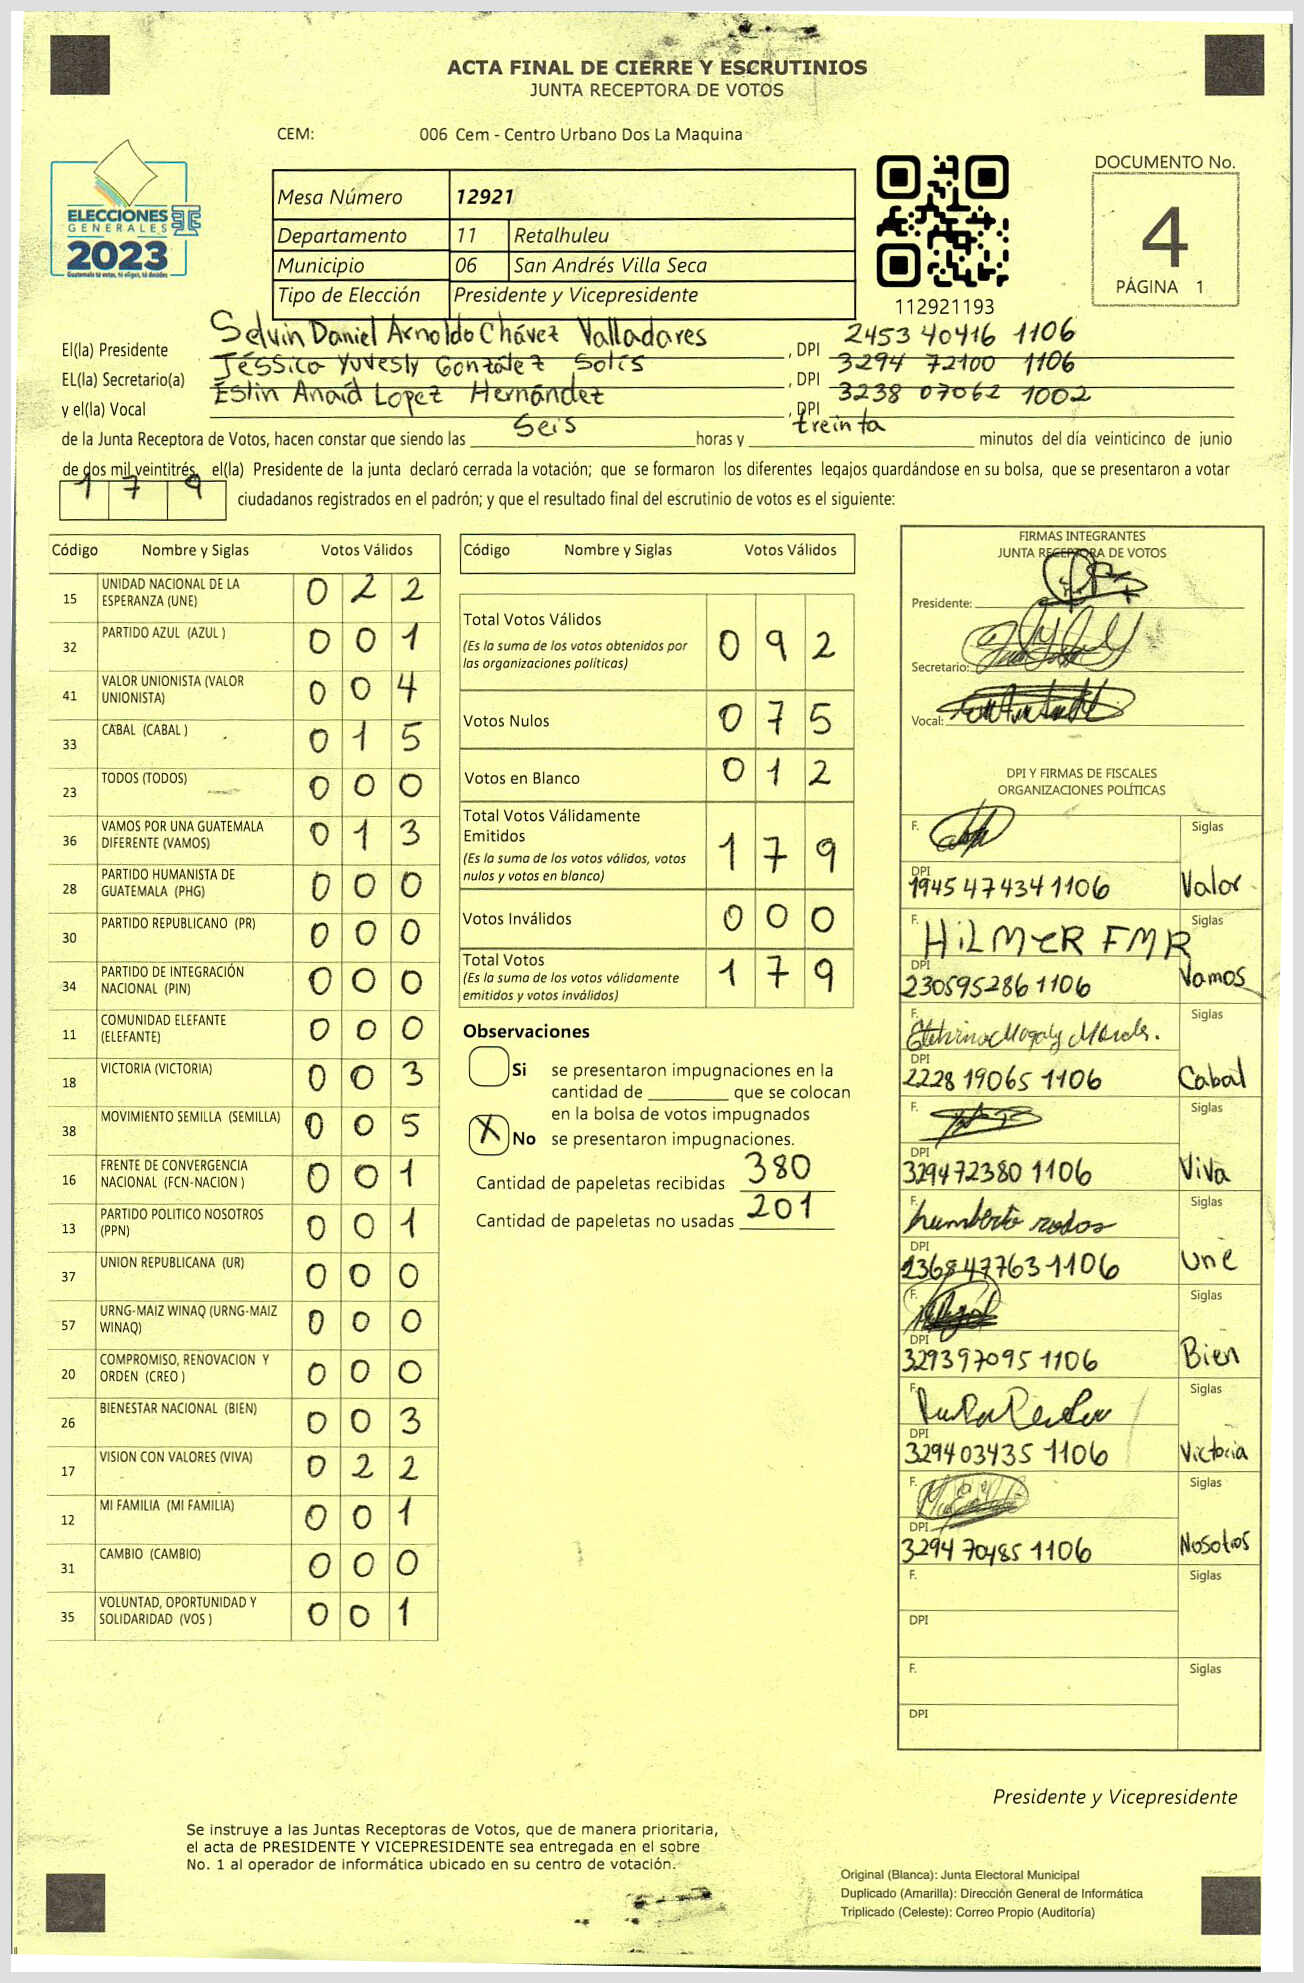 ACTA FINAL DE CIERRE Y ESCRUTINIOS
JUNTA RECEPTORA DE VOTOS
CEM: 006 Cem - Centro Urbano Dos La Maquina
ELECCIONES
GENERALES
2023
Guatemala tú votas, tú eliges, tú decides
Mesa Número 12921
Departamento 11 Retalhuleu
Municipio 06 San Andrés Villa Seca
Tipo de Elección Presidente y Vicepresidente
112921193
DOCUMENTO No.
4
PÁGINA 1
El(la) Presidente Selvin Daniel Arnoldo Chávez Valladares, DPI 2453 40416 1106
EL(la) Secretario(a) Jéssica Yuvesly González Solís, DPI 3294 72100 1106
y el(la) Vocal Eslin Anaíd Lopez Hernández, DPI 3238 07062 1002
de la Junta Receptora de Votos, hacen constar que siendo las Seis horas y treinta minutos del día veinticinco de junio
de dos mil veintitrés, el(la) Presidente de la junta declaró cerrada la votación; que se formaron los diferentes legajos guardándose en su bolsa, que se presentaron a votar
1 7 9 ciudadanos registrados en el padrón; y que el resultado final del escrutinio de votos es el siguiente:
Código Nombre y Siglas Votos Válidos
15 UNIDAD NACIONAL DE LA ESPERANZA (UNE) 0 2 2
32 PARTIDO AZUL (AZUL ) 0 0 1
41 VALOR UNIONISTA (VALOR UNIONISTA) 0 0 4
33 CABAL (CABAL ) 0 1 5
23 TODOS (TODOS) 0 0 0
36 VAMOS POR UNA GUATEMALA DIFERENTE (VAMOS) 0 1 3
28 PARTIDO HUMANISTA DE GUATEMALA (PHG) 0 0 0
30 PARTIDO REPUBLICANO (PR) 0 0 0
34 PARTIDO DE INTEGRACIÓN NACIONAL (PIN) 0 0 0
11 COMUNIDAD ELEFANTE (ELEFANTE) 0 0 0
18 VICTORIA (VICTORIA) 0 0 3
38 MOVIMIENTO SEMILLA (SEMILLA) 0 0 5
16 FRENTE DE CONVERGENCIA NACIONAL (FCN-NACION ) 0 0 1
13 PARTIDO POLITICO NOSOTROS (PPN) 0 0 1
37 UNION REPUBLICANA (UR) 0 0 0
57 URNG-MAIZ WINAQ (URNG-MAIZ WINAQ) 0 0 0
20 COMPROMISO, RENOVACION Y ORDEN (CREO ) 0 0 0
26 BIENESTAR NACIONAL (BIEN) 0 0 3
17 VISION CON VALORES (VIVA) 0 2 2
12 MI FAMILIA (MI FAMILIA) 0 0 1
31 CAMBIO (CAMBIO) 0 0 0
35 VOLUNTAD, OPORTUNIDAD Y SOLIDARIDAD (VOS ) 0 0 1
Código Nombre y Siglas Votos Válidos
Total Votos Válidos 0 9 2
(Es la suma de los votos obtenidos por
las organizaciones políticas)
Votos Nulos 0 7 5
Votos en Blanco 0 1 2
Total Votos Válidamente
Emitidos 1 7 9
(Es la suma de los votos válidos, votos
nulos y votos en blanco)
Votos Inválidos 0 0 0
Total Votos 1 7 9
(Es la suma de los votos válidamente
emitidos y votos inválidos)
Observaciones
Si se presentaron impugnaciones en la
cantidad de ________ que se colocan
en la bolsa de votos impugnados
X No se presentaron impugnaciones.
Cantidad de papeletas recibidas 380
Cantidad de papeletas no usadas 201
FIRMAS INTEGRANTES
JUNTA RECEPTORA DE VOTOS
Presidente:
Secretario:
Vocal:
DPI Y FIRMAS DE FISCALES
ORGANIZACIONES POLÍTICAS
F. Siglas
DPI 1945 47434 1106 Valor
F. HiLMeR FMR Siglas
DPI 230595286 1106 Vamos
F. Siglas
DPI 2228 19065 1106 Cabal
F. Siglas
DPI 329472380 1106 Viva
F. humberto rodas Siglas
DPI 236847763 1106 Une
F. Siglas
DPI 329397095 1106 Bien
F. Siglas
DPI 329403435 1106 Victoria
F. Siglas
DPI 3294 70485 1106 Nosotros
F. Siglas
DPI
F. Siglas
DPI
Presidente y Vicepresidente
Se instruye a las Juntas Receptoras de Votos, que de manera prioritaria,
el acta de PRESIDENTE Y VICEPRESIDENTE sea entregada en el sobre
No. 1 al operador de informática ubicado en su centro de votación.
Original (Blanca): Junta Electoral Municipal
Duplicado (Amarilla): Dirección General de Informática
Triplicado (Celeste): Correo Propio (Auditoría)